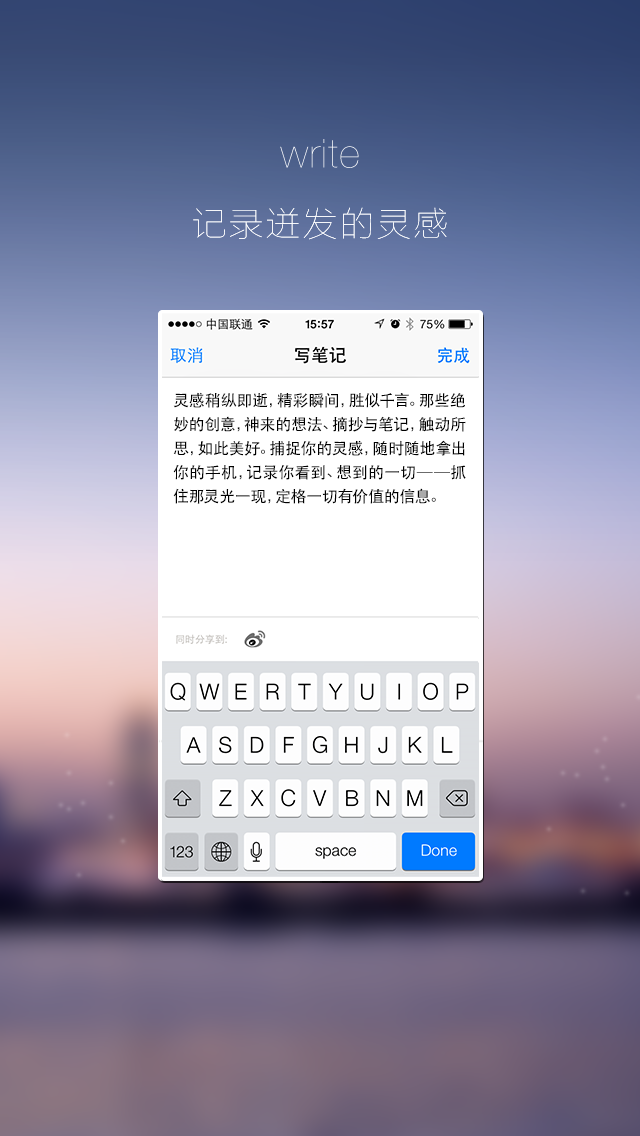 write
记录迸发的灵感
中国联通 15:57 75%
取消 写笔记 完成
灵感稍纵即逝，精彩瞬间，胜似千言。那些绝
妙的创意，神来的想法、摘抄与笔记，触动所
思，如此美好。捕捉你的灵感，随时随地拿出
你的手机，记录你看到、想到的一切——抓
住那灵光一现，定格一切有价值的信息。
同时分享到:
Q W E R T Y U I O P
A S D F G H J K L
Z X C V B N M
123 space Done